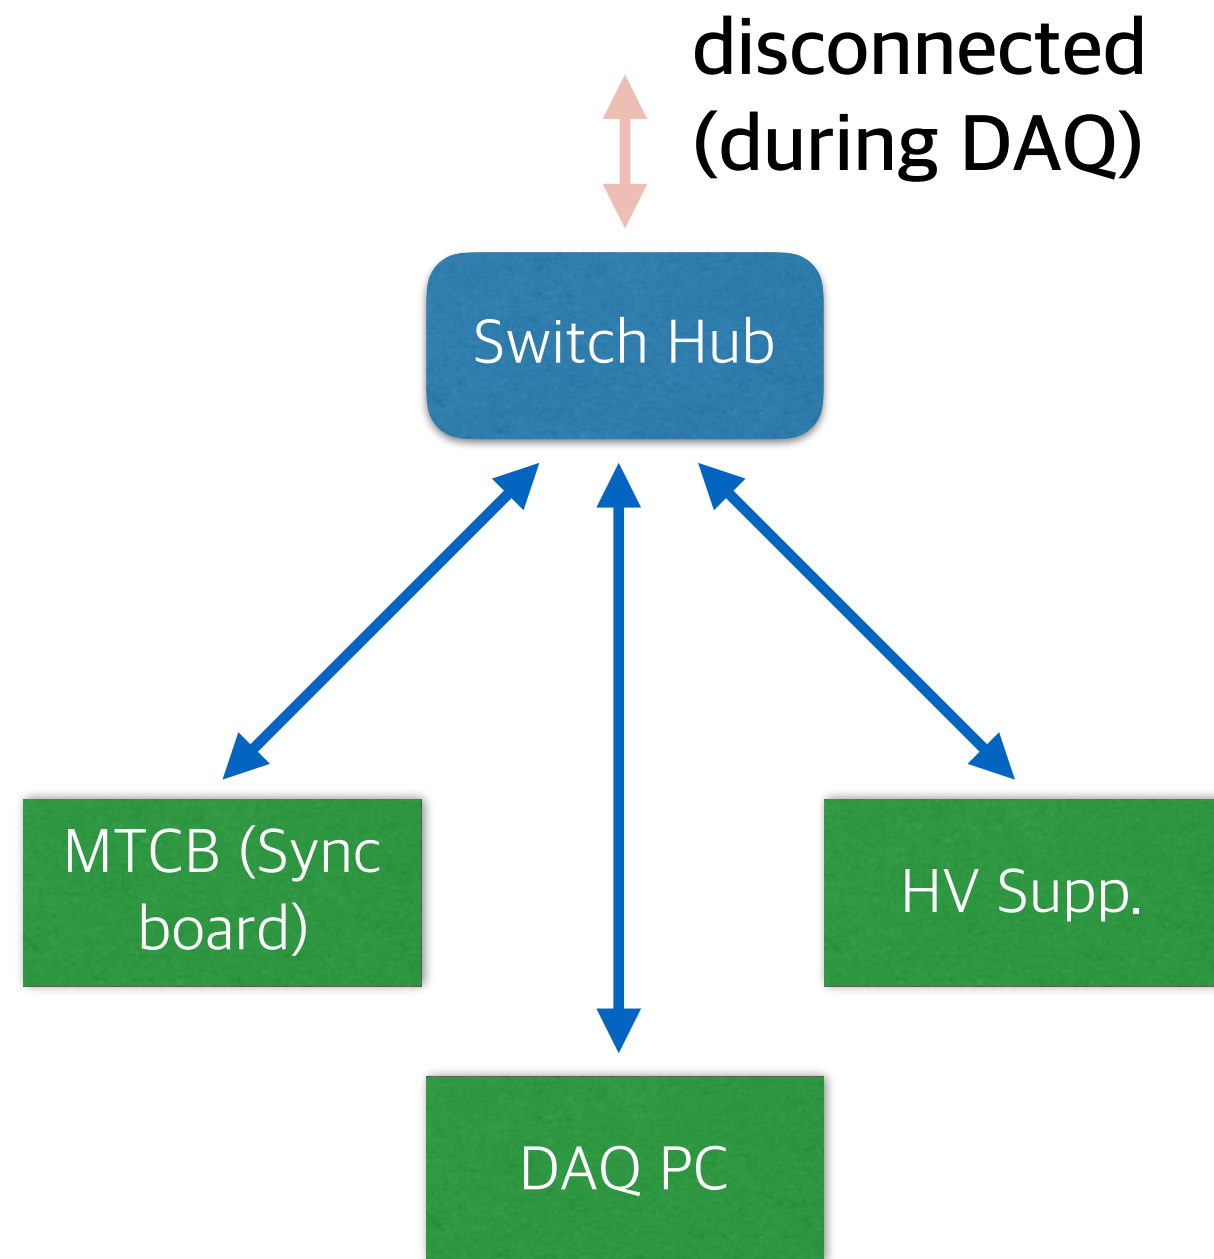 disconnected
(during DAQ)
Switch Hub
MTCB (Sync
board)
HV Supp.
DAQ PC